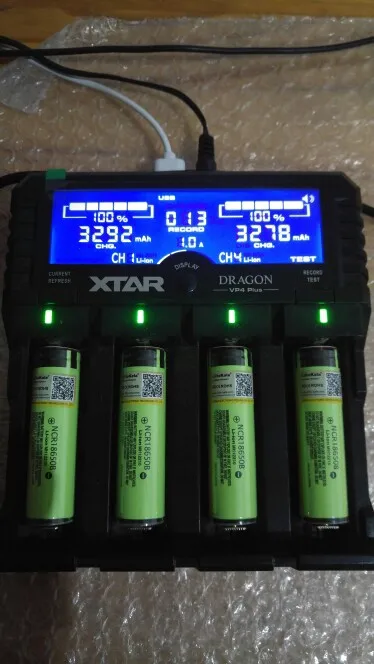 USB
100 %
3292 mAh
CHG.
CH 1 Li-ion
013
RECORD
1.0 A
100 %
3278 mAh
CHG.
CH4 Li-ion
TEST
CURRENT
REFRESH
XTAR
DISPLAY
DRAGON
VP4 Plus
RECORD
TEST
NCR18650B
NCR18650B
NCR18650B
NCR18650B